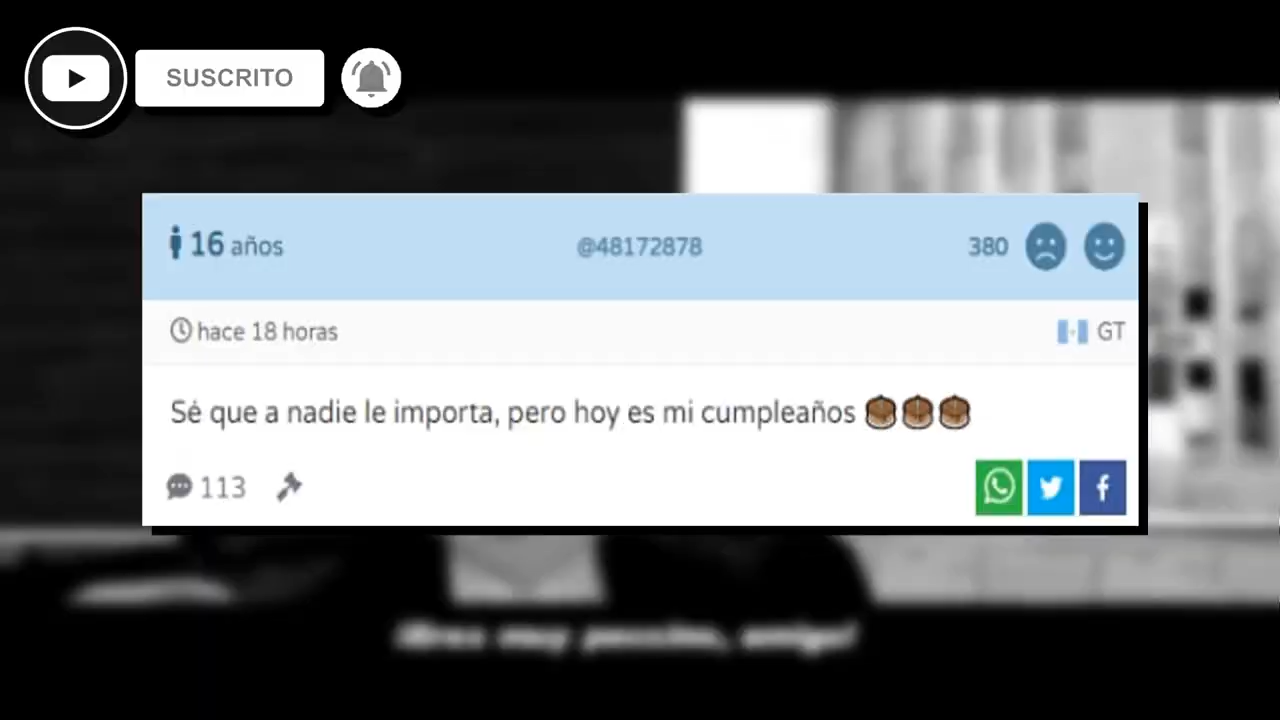 SUSCRITO
16 años @48172878 380
hace 18 horas GT
Sé que a nadie le importa, pero hoy es mi cumpleaños
113